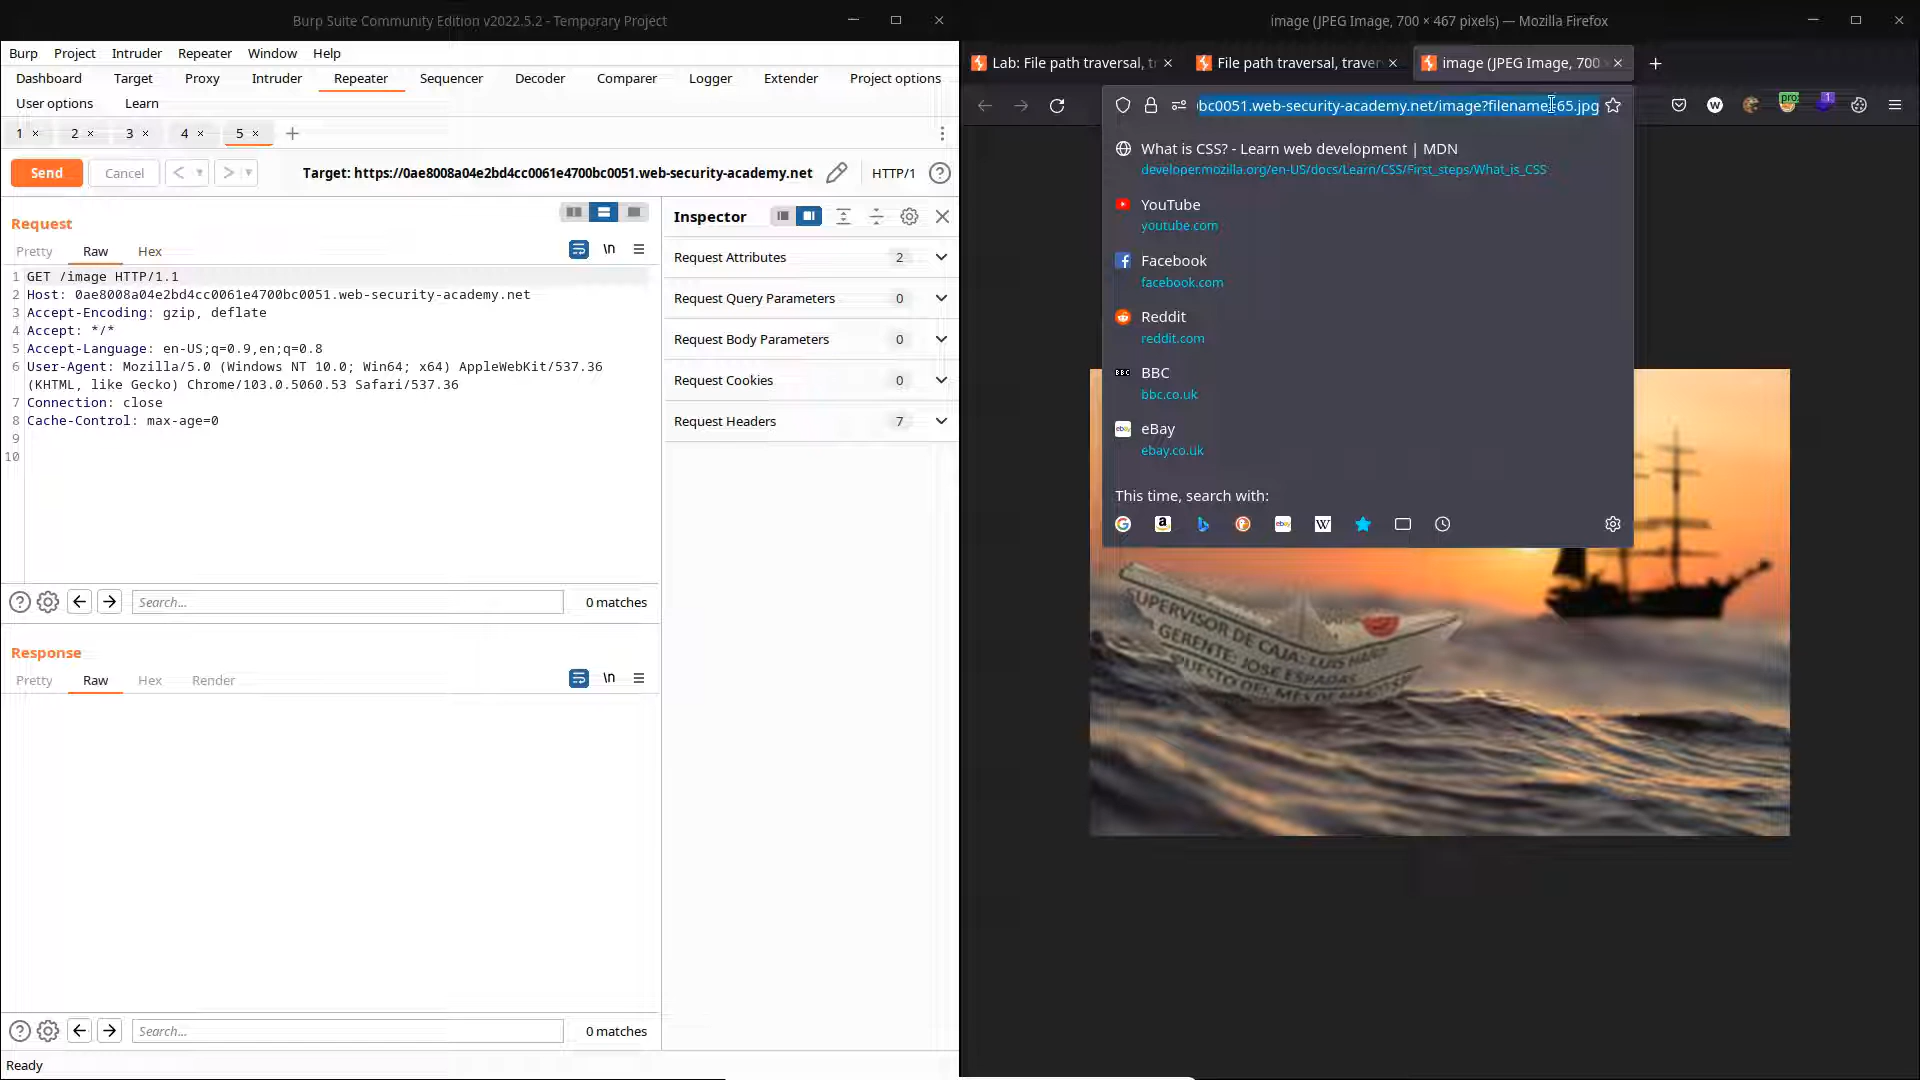 Burp Suite Community Edition v2022.5.2 - Temporary Project
Burp Project Intruder Repeater Window Help
Dashboard Target Proxy Intruder Repeater Sequencer Decoder Comparer Logger Extender Project options
User options Learn
1 × 2 × 3 × 4 × 5 ×
Send Cancel < > Target: https://0ae8008a04e2bd4cc0061e4700bc0051.web-security-academy.net HTTP/1
Request
Pretty Raw Hex \n
1 GET /image HTTP/1.1
2 Host: 0ae8008a04e2bd4cc0061e4700bc0051.web-security-academy.net
3 Accept-Encoding: gzip, deflate
4 Accept: */*
5 Accept-Language: en-US;q=0.9,en;q=0.8
6 User-Agent: Mozilla/5.0 (Windows NT 10.0; Win64; x64) AppleWebKit/537.36
(KHTML, like Gecko) Chrome/103.0.5060.53 Safari/537.36
7 Connection: close
8 Cache-Control: max-age=0
9
10
Search... 0 matches
Response
Pretty Raw Hex Render \n
Search... 0 matches
Ready
Inspector
Request Attributes 2
Request Query Parameters 0
Request Body Parameters 0
Request Cookies 0
Request Headers 7
image (JPEG Image, 700 × 467 pixels) — Mozilla Firefox
Lab: File path traversal, tr × File path traversal, traver × image (JPEG Image, 700 ×
bc0051.web-security-academy.net/image?filename=65.jpg
pro
1
What is CSS? - Learn web development | MDN
developer.mozilla.org/en-US/docs/Learn/CSS/First_steps/What_is_CSS
YouTube
youtube.com
Facebook
facebook.com
Reddit
reddit.com
BBC
bbc.co.uk
eBay
ebay.co.uk
This time, search with:
SUPERVISOR DE CAJA: LUIS
GERENTE: JOSE ESPADAS
PUESTO DEL MES DE